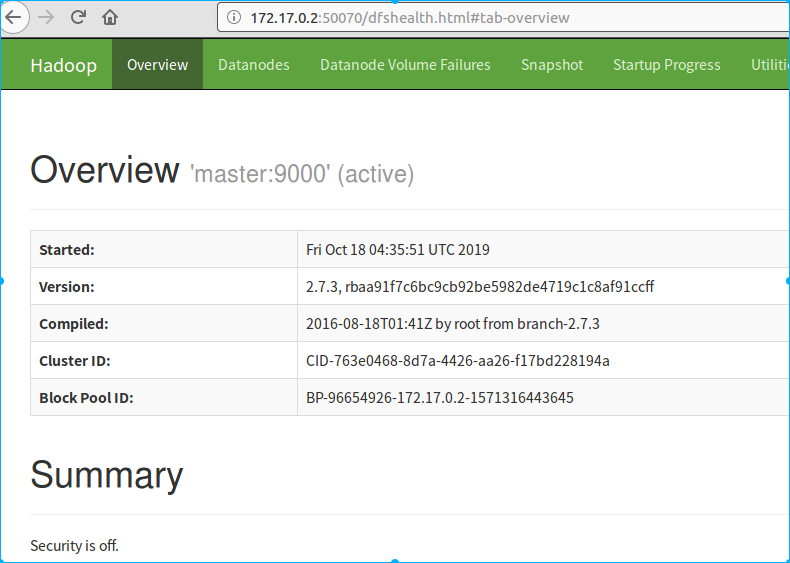 172.17.0.2:50070/dfshealth.html#tab-overview
Hadoop Overview Datanodes Datanode Volume Failures Snapshot Startup Progress Utiliti
Overview 'master:9000' (active)
Started: Fri Oct 18 04:35:51 UTC 2019
Version: 2.7.3, rbaa91f7c6bc9cb92be5982de4719c1c8af91ccff
Compiled: 2016-08-18T01:41Z by root from branch-2.7.3
Cluster ID: CID-763e0468-8d7a-4426-aa26-f17bd228194a
Block Pool ID: BP-96654926-172.17.0.2-1571316443645
Summary
Security is off.